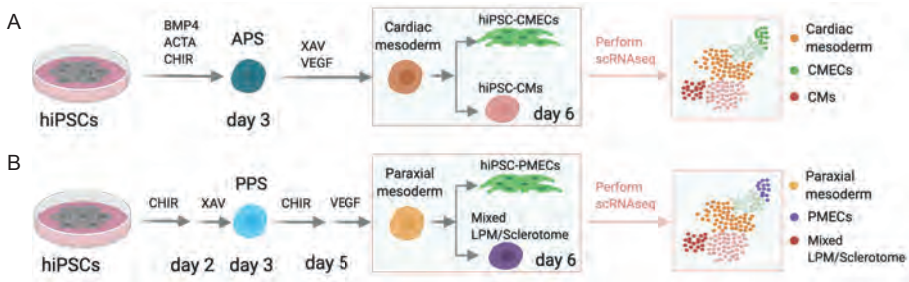 A
BMP4
ACTA
CHIR
APS
XAV
VEGF
Cardiac
mesoderm
hiPSC-CMECs
hiPSC-CMs
Perform
scRNAseq
Cardiac
mesoderm
CMECs
CMs
hiPSCs
day 3
day 6
B
CHIR
XAV
PPS
CHIR
VEGF
Paraxial
mesoderm
hiPSC-PMECs
Mixed
LPM/Sclerotome
Perform
scRNAseq
Paraxial
mesoderm
PMECs
Mixed
LPM/Sclerotome
hiPSCs
day 2
day 3
day 5
day 6